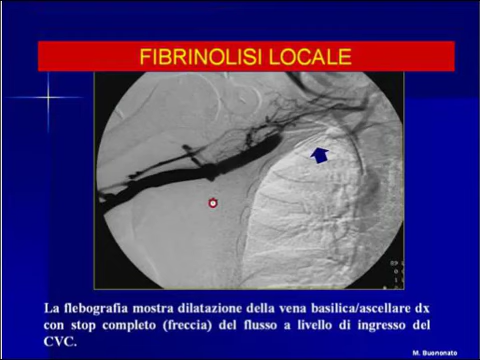 FIBRINOLISI LOCALE
La flebografia mostra dilatazione della vena basilica/ascellare dx
con stop completo (freccia) del flusso a livello di ingresso del
CVC.
M. Buononato